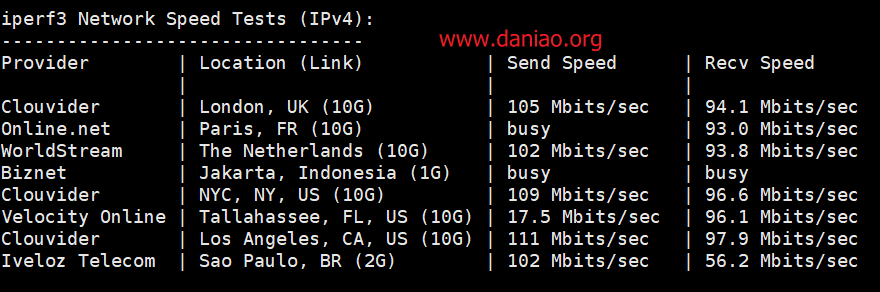 iperf3 Network Speed Tests (IPv4):
---------------------------------
www.daniao.org
Provider | Location (Link) | Send Speed | Recv Speed
| | |
Clouvider | London, UK (10G) | 105 Mbits/sec | 94.1 Mbits/sec
Online.net | Paris, FR (10G) | busy | 93.0 Mbits/sec
WorldStream | The Netherlands (10G) | 102 Mbits/sec | 93.8 Mbits/sec
Biznet | Jakarta, Indonesia (1G) | busy | busy
Clouvider | NYC, NY, US (10G) | 109 Mbits/sec | 96.6 Mbits/sec
Velocity Online | Tallahassee, FL, US (10G) | 17.5 Mbits/sec | 96.1 Mbits/sec
Clouvider | Los Angeles, CA, US (10G) | 111 Mbits/sec | 97.9 Mbits/sec
Iveloz Telecom | Sao Paulo, BR (2G) | 102 Mbits/sec | 56.2 Mbits/sec